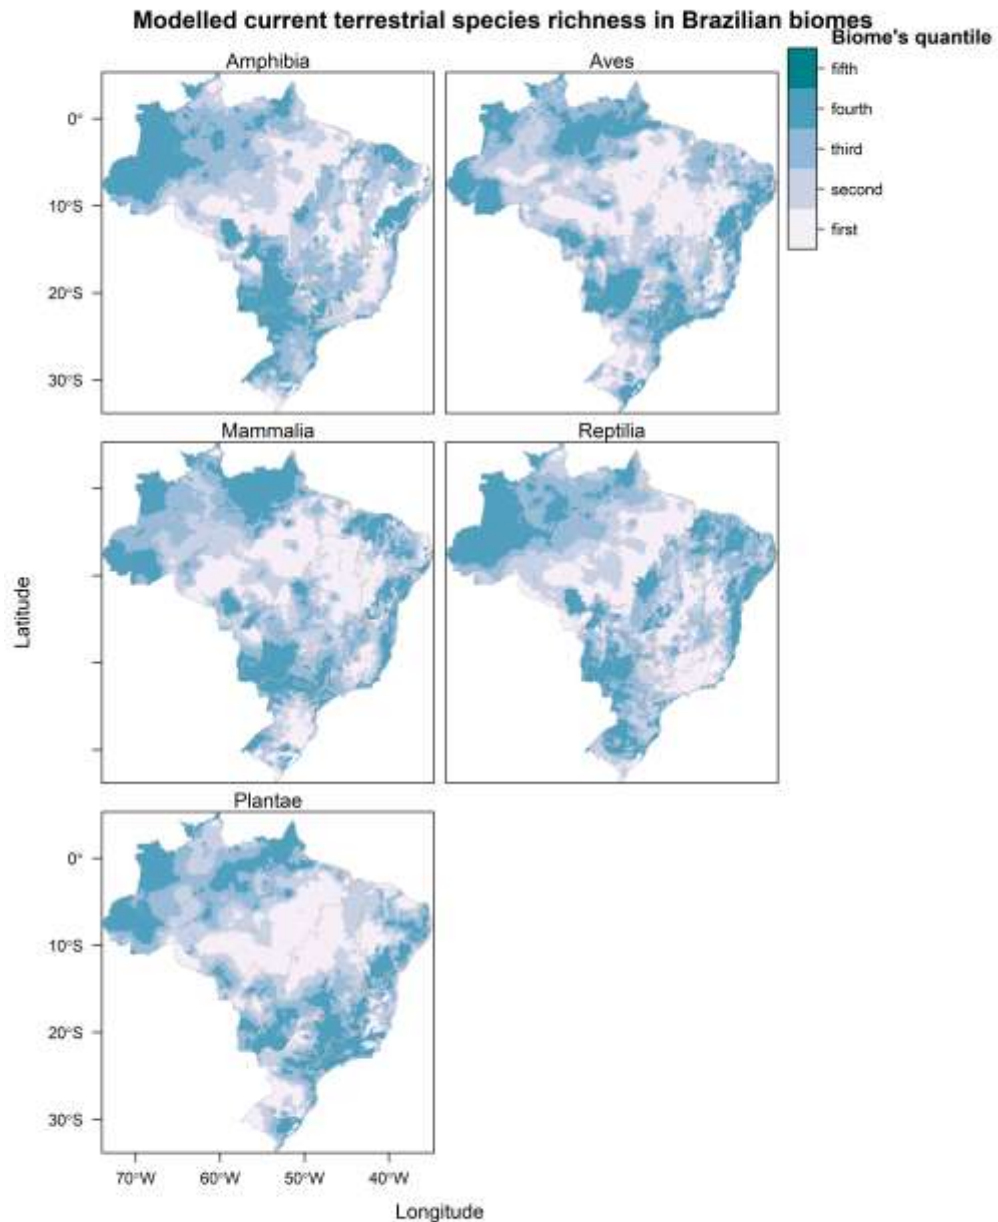 Modelled current terrestrial species richness in Brazilian biomes
Biome's quantile
fifth
fourth
third
second
first
Amphibia
Aves
0°
10°S
20°S
30°S
Mammalia
Reptilia
Latitude
Plantae
0°
10°S
20°S
30°S
70°W 60°W 50°W 40°W
Longitude